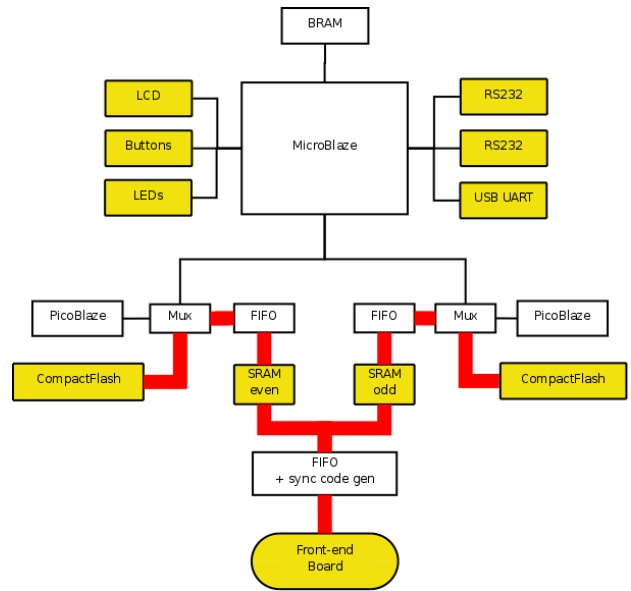 BRAM
LCD
RS232
Buttons
MicroBlaze
RS232
LEDs
USB UART
PicoBlaze
Mux
FIFO
FIFO
Mux
PicoBlaze
CompactFlash
SRAM
even
SRAM
odd
CompactFlash
FIFO
+ sync code gen
Front-end
Board